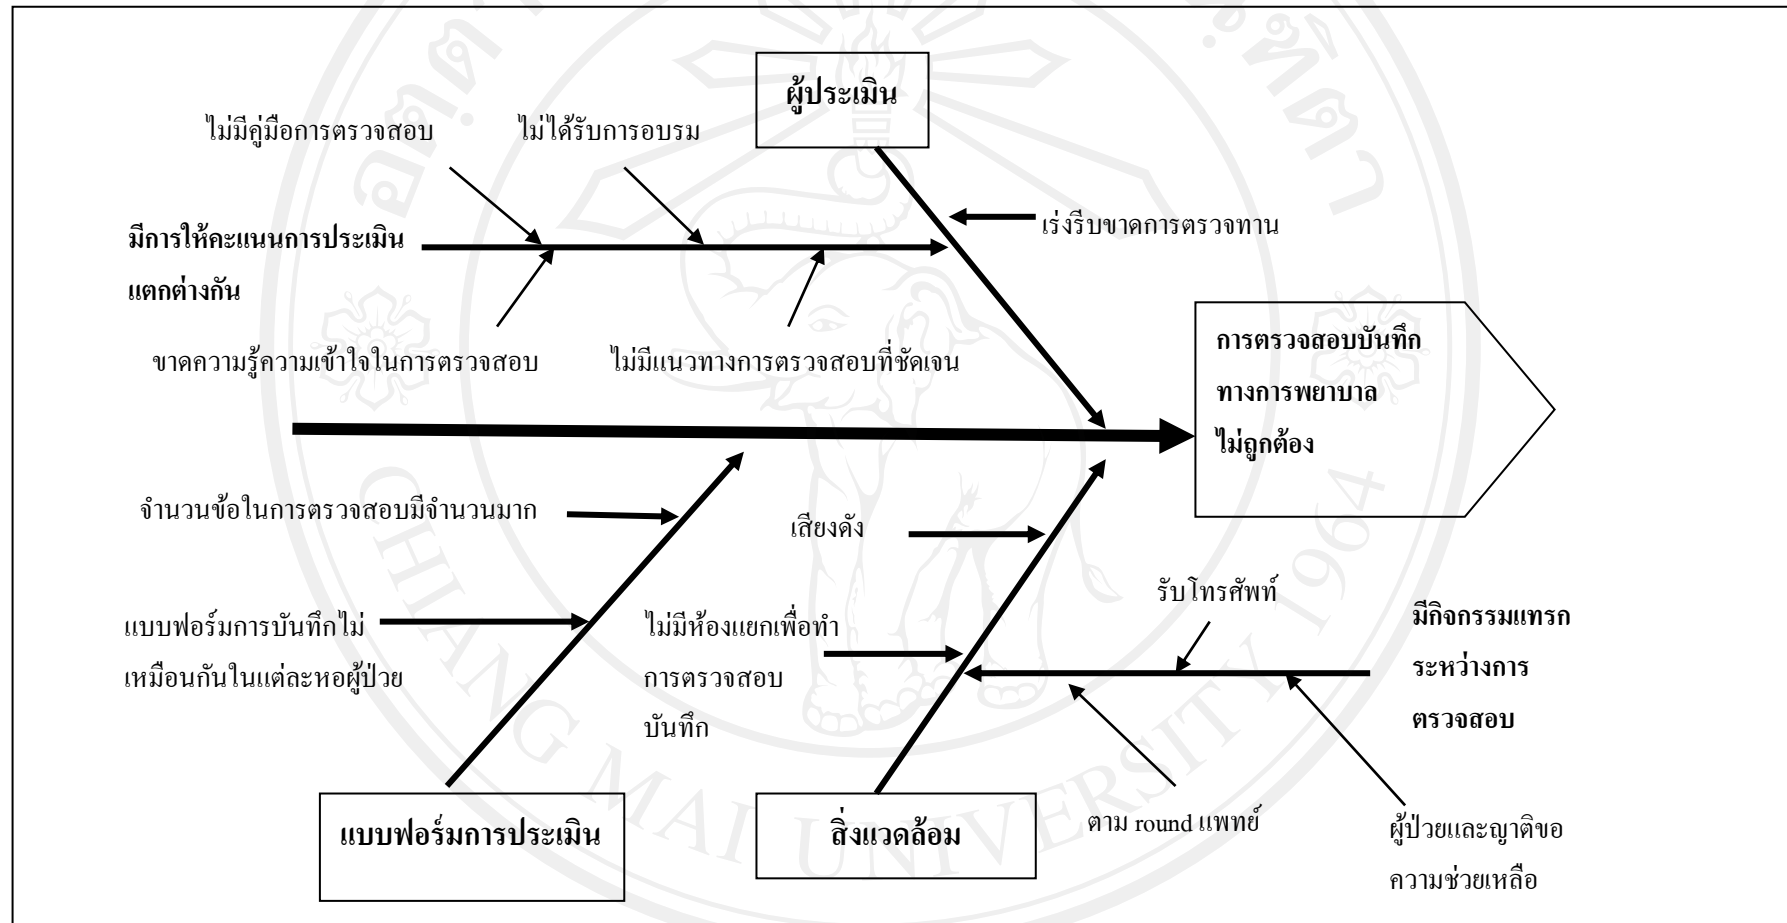 ผู้ประเมิน
ไม่มีคู่มือการตรวจสอบ
ไม่ได้รับการอบรม
เร่งรีบขาดการตรวจทาน
มีการให้คะแนนการประเมิน
แตกต่างกัน
ขาดความรู้ความเข้าใจในการตรวจสอบ
ไม่มีแนวทางการตรวจสอบที่ชัดเจน
การตรวจสอบบันทึก
ทางการพยาบาล
ไม่ถูกต้อง
จำนวนข้อในการตรวจสอบมีจำนวนมาก
เสียงดัง
รับโทรศัพท์
แบบฟอร์มการบันทึกไม่
เหมือนกันในแต่ละหอผู้ป่วย
ไม่มีห้องแยกเพื่อทำ
การตรวจสอบ
บันทึก
มีกิจกรรมแทรก
ระหว่างการ
ตรวจสอบ
แบบฟอร์มการประเมิน
สิ่งแวดล้อม
ตาม round แพทย์
ผู้ป่วยและญาติขอ
ความช่วยเหลือ
CHIANG MAI UNIVERSITY 1964